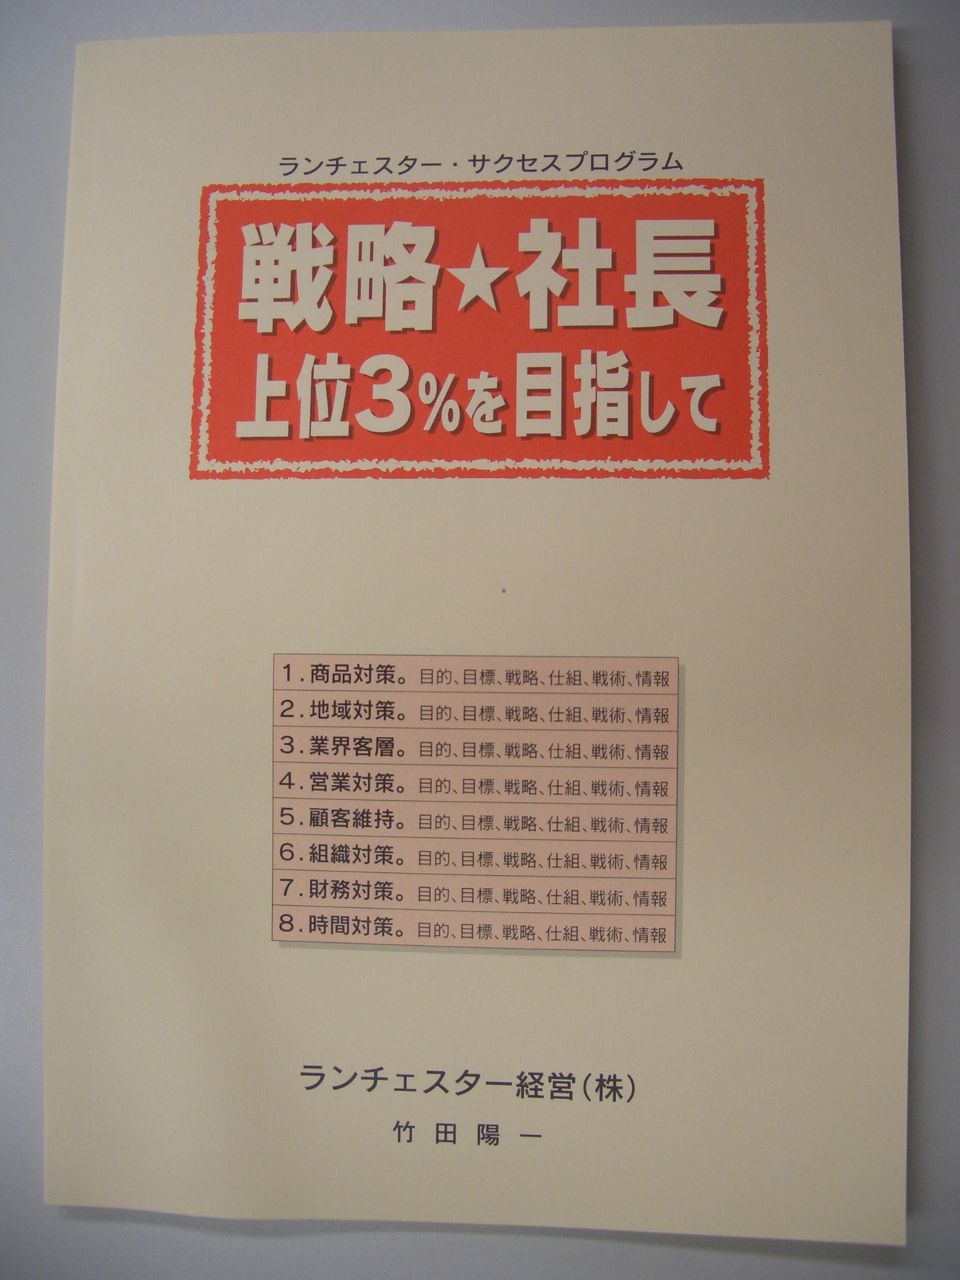 ランチェスター・サクセスプログラム
戦略★社長
上位3%を目指して
1.商品対策。目的、目標、戦略、仕組、戦術、情報
2.地域対策。目的、目標、戦略、仕組、戦術、情報
3.業界客層。目的、目標、戦略、仕組、戦術、情報
4.営業対策。目的、目標、戦略、仕組、戦術、情報
5.顧客維持。目的、目標、戦略、仕組、戦術、情報
6.組織対策。目的、目標、戦略、仕組、戦術、情報
7.財務対策。目的、目標、戦略、仕組、戦術、情報
8.時間対策。目的、目標、戦略、仕組、戦術、情報
ランチェスター経営(株)
竹田陽一